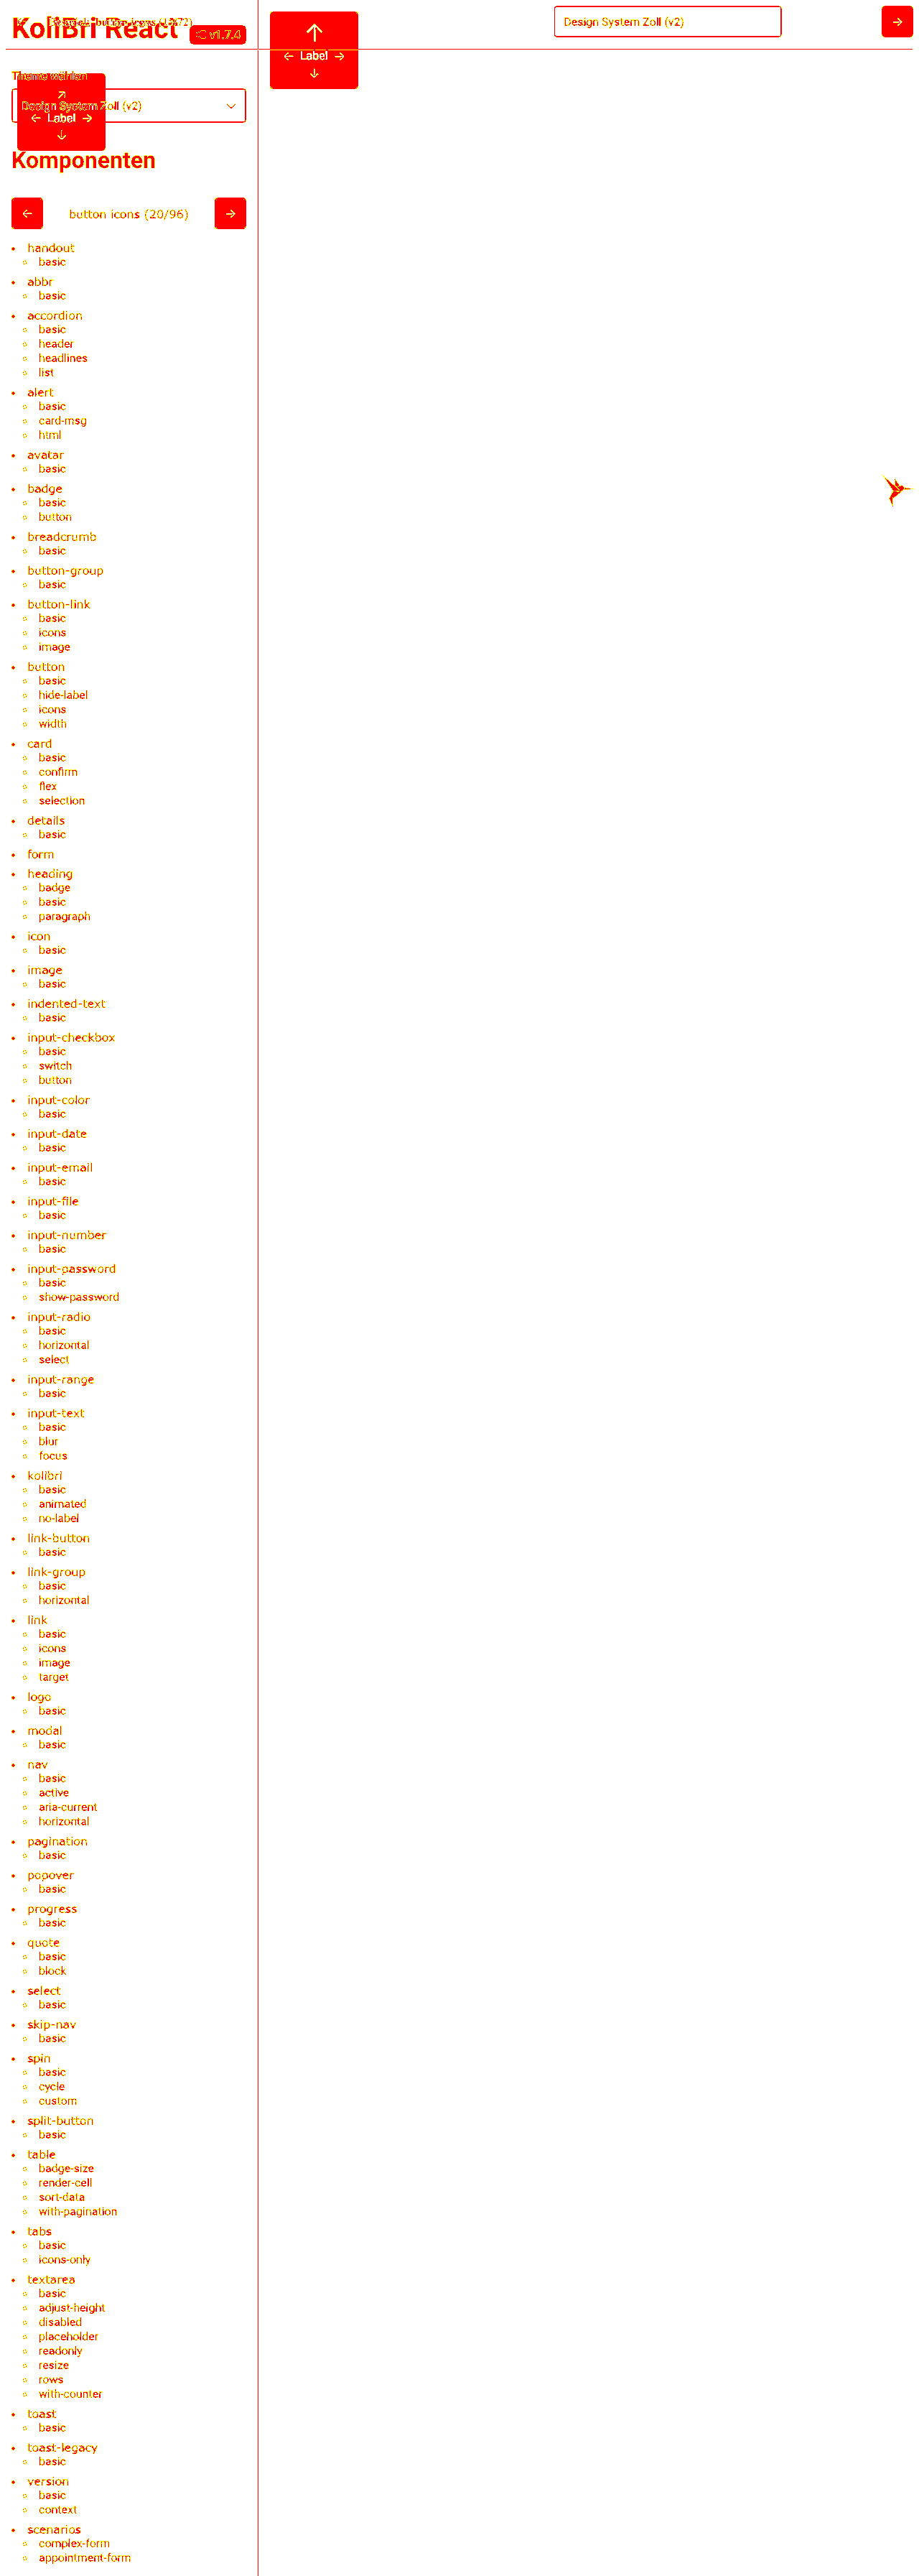 KoliBri React
v1.7.4
Design System Zoll (v2)
Label
Theme wählen
Design System Zoll (v2)
Label
Komponenten
button icons (20/96)
handout
basic
abbr
basic
accordion
basic
header
headlines
list
alert
basic
card-msg
html
avatar
basic
badge
basic
button
breadcrumb
basic
button-group
basic
button-link
basic
icons
image
button
basic
hide-label
icons
width
card
basic
confirm
flex
selection
details
basic
form
heading
badge
basic
paragraph
icon
basic
image
basic
indented-text
basic
input-checkbox
basic
switch
button
input-color
basic
input-date
basic
input-email
basic
input-file
basic
input-number
basic
input-password
basic
show-password
input-radio
basic
horizontal
select
input-range
basic
input-text
basic
blur
focus
kolibri
basic
animated
no-label
link-button
basic
link-group
basic
horizontal
link
basic
icons
image
target
logo
basic
modal
basic
nav
basic
active
aria-current
horizontal
pagination
basic
popover
basic
progress
basic
quote
basic
block
select
basic
skip-nav
basic
spin
basic
cycle
custom
split-button
basic
table
badge-size
render-cell
sort-data
with-pagination
tabs
basic
icons-only
textarea
basic
adjust-height
disabled
placeholder
readonly
resize
rows
with-counter
toast
basic
toast-legacy
basic
version
basic
context
scenarios
complex-form
appointment-form